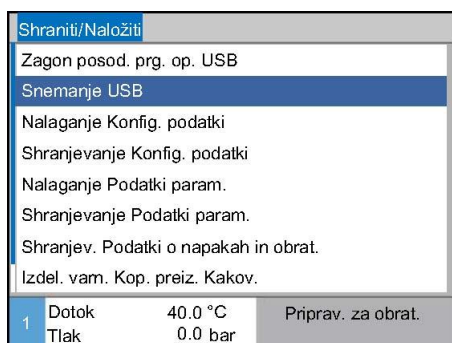 Shraniti/Naložiti
Zagon posod. prg. op. USB
Snemanje USB
Nalaganje Konfig. podatki
Shranjevanje Konfig. podatki
Nalaganje Podatki param.
Shranjevanje Podatki param.
Shranjev. Podatki o napakah in obrat.
Izdel. varn. Kop. preiz. Kakov.
1 Dotok 40.0 °C Priprav. za obrat.
Tlak 0.0 bar